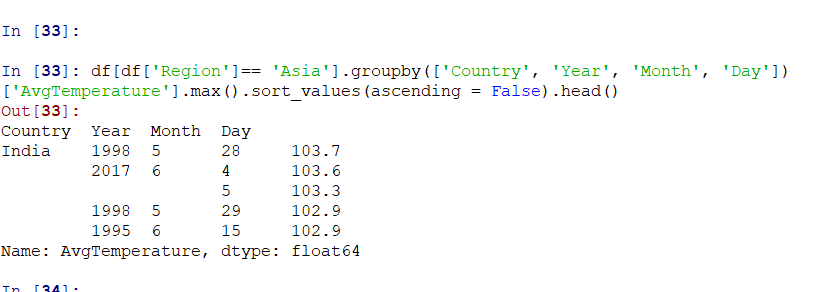 In [33]:
In [33]: df[df['Region']== 'Asia'].groupby(['Country', 'Year', 'Month', 'Day'])
['AvgTemperature'].max().sort_values(ascending = False).head()
Out[33]:
Country  Year  Month  Day
India    1998  5      28     103.7
         2017  6      4      103.6
                      5      103.3
         1998  5      29     102.9
         1995  6      15     102.9
Name: AvgTemperature, dtype: float64
In [34]: